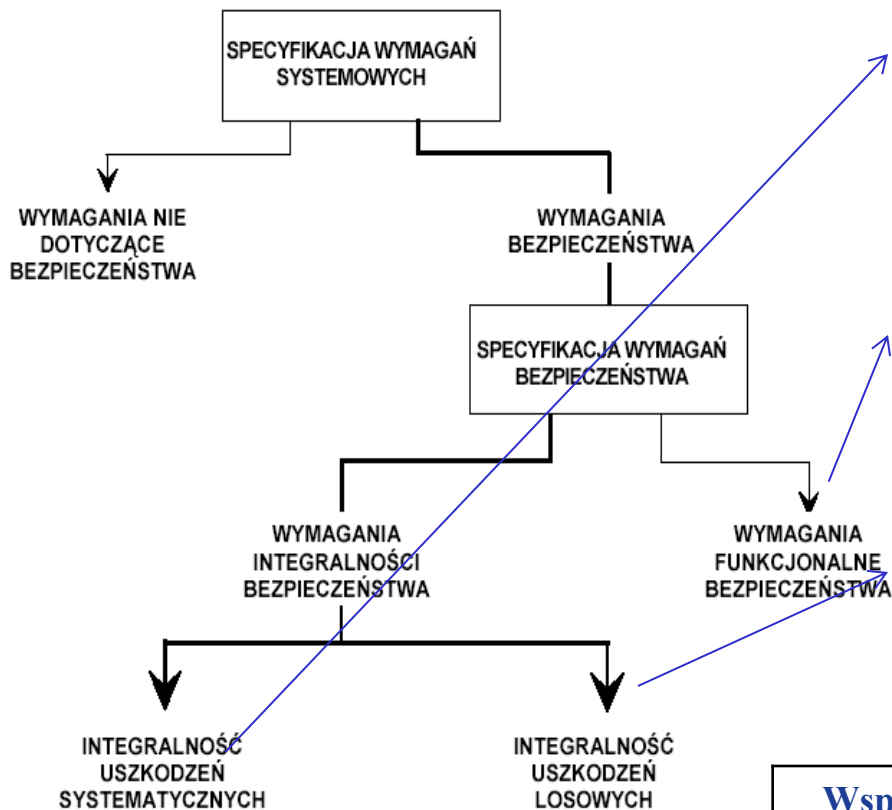 SPECYFIKACJA WYMAGAŃ
SYSTEMOWYCH
WYMAGANIA NIE
DOTYCZĄCE
BEZPIECZEŃSTWA
WYMAGANIA
BEZPIECZEŃSTWA
SPECYFIKACJA WYMAGAŃ
BEZPIECZEŃSTWA
WYMAGANIA
INTEGRALNOŚCI
BEZPIECZEŃSTWA
WYMAGANIA
FUNKCJONALNE
BEZPIECZEŃSTWA
INTEGRALNOŚĆ
USZKODZEŃ
SYSTEMATYCZNYCH
INTEGRALNOŚĆ
USZKODZEŃ
LOSOWYCH